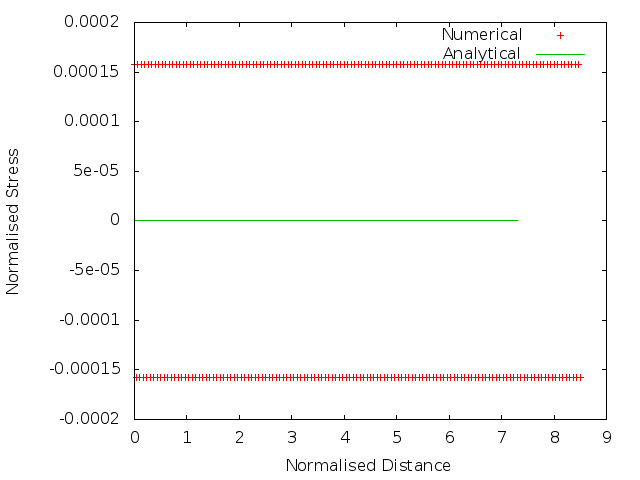 0.0002
0.00015
0.0001
5e-05
0
-5e-05
-0.0001
-0.00015
-0.0002
Normalised Stress
Numerical
Analytical
0 1 2 3 4 5 6 7 8 9
Normalised Distance